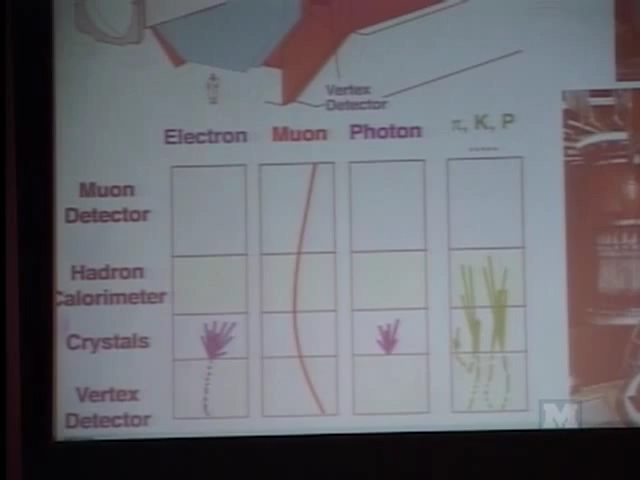 Vertex
Detector
Electron Muon Photon π, K, P
Muon
Detector
Hadron
Calorimeter
Crystals
Vertex
Detector
M